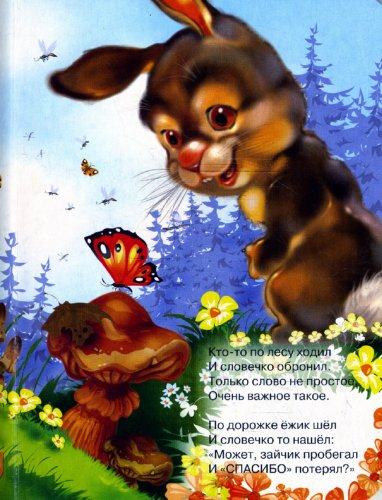 Кто-то по лесу ходил
И словечко обронил.
Только слово не простое,
Очень важное такое.
По дорожке ёжик шёл
И словечко то нашёл:
«Может, зайчик пробегал
И «СПАСИБО» потерял?»